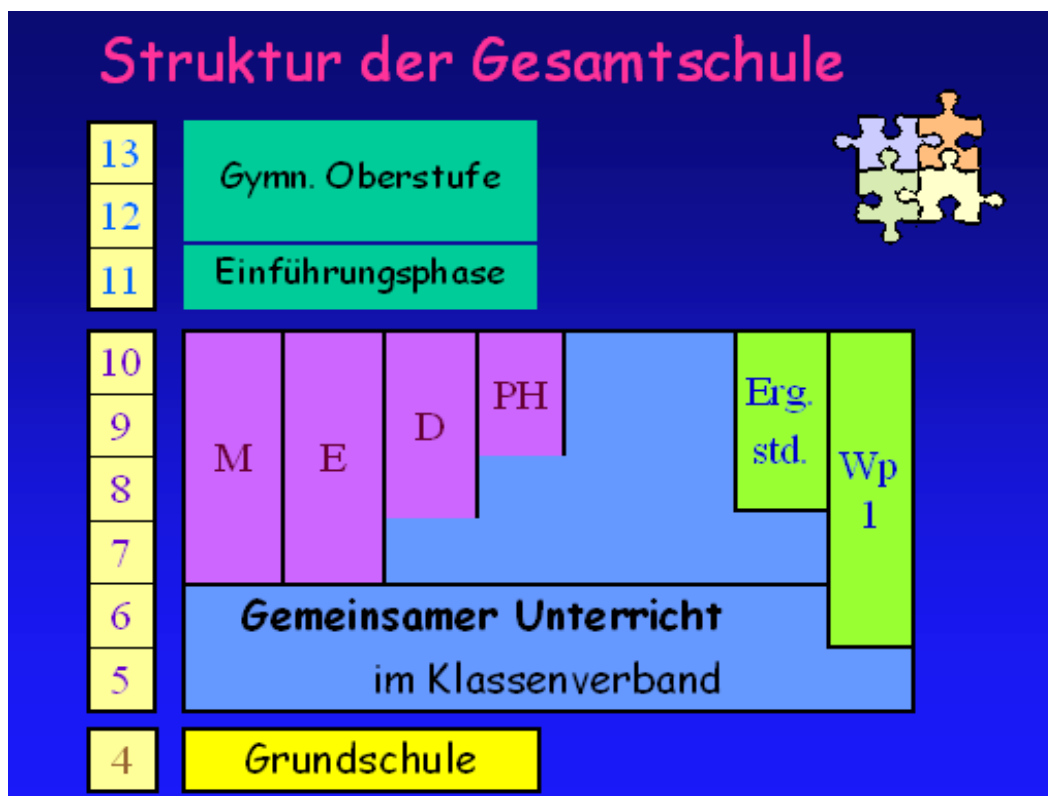 Struktur der Gesamtschule
13
Gymn. Oberstufe
12
11
Einführungsphase
10
9
8
7
6
5
M
E
D
PH
Erg.
std.
Wp
1
Gemeinsamer Unterricht
im Klassenverband
4
Grundschule